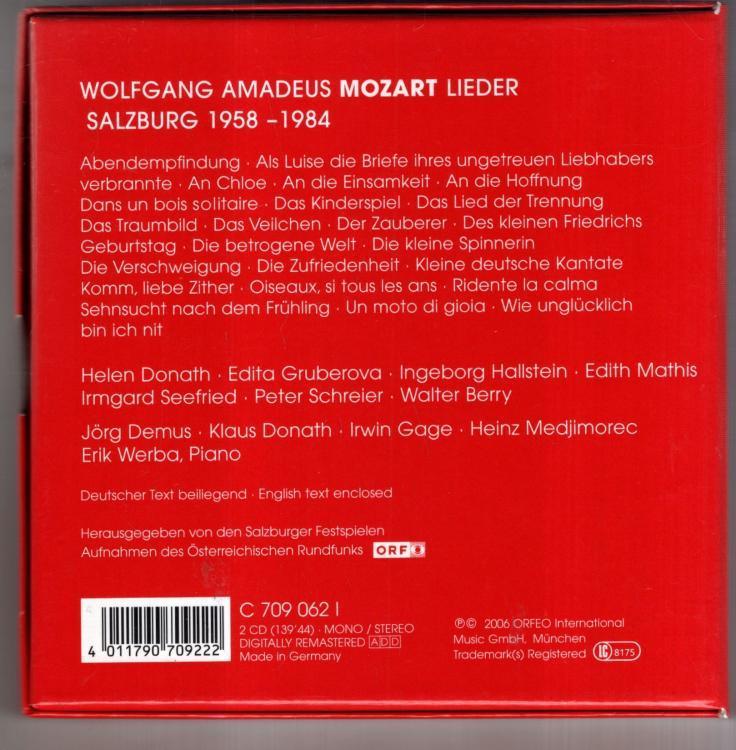 WOLFGANG AMADEUS MOZART LIEDER
SALZBURG 1958 –1984
Abendempfindung · Als Luise die Briefe ihres ungetreuen Liebhabers
verbrannte · An Chloe · An die Einsamkeit · An die Hoffnung
Dans un bois solitaire · Das Kinderspiel · Das Lied der Trennung
Das Traumbild · Das Veilchen · Der Zauberer · Des kleinen Friedrichs
Geburtstag · Die betrogene Welt · Die kleine Spinnerin
Die Verschweigung · Die Zufriedenheit · Kleine deutsche Kantate
Komm, liebe Zither · Oiseaux, si tous les ans · Ridente la calma
Sehnsucht nach dem Frühling · Un moto di gioia · Wie unglücklich
bin ich nit
Helen Donath · Edita Gruberova · Ingeborg Hallstein · Edith Mathis
Irmgard Seefried · Peter Schreier · Walter Berry
Jörg Demus · Klaus Donath · Irwin Gage · Heinz Medjimorec
Erik Werba, Piano
Deutscher Text beiliegend · English text enclosed
Herausgegeben von den Salzburger Festspielen
Aufnahmen des Österreichischen Rundfunks ORF
4 011790 709222
C 709 062 I
2 CD (139'44) · MONO / STEREO
DIGITALLY REMASTERED ADD
Made in Germany
℗© 2006 ORFEO International
Music GmbH, München
Trademark(s) Registered LC 8175